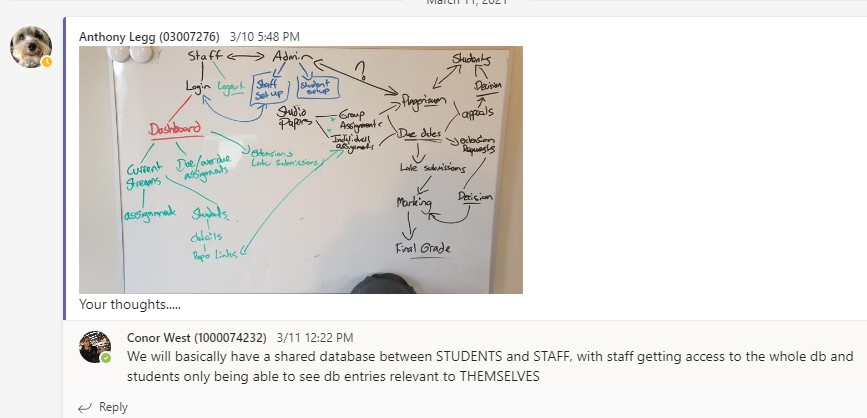 March 11, 2021
Anthony Legg (03007276) 3/10 5:48 PM
Staff Admin ? Students
Login Logout Staff Set up Student setup Plagerism Decision
Studio Papers Group Assignments appeals
Dashboard Individual assignments Due dates extension Requests
Current Streams Due/overdue assignments Extensions Late Submissions
Late submissions
assignment Students Marking Decision
details
Repo Links Final Grade
Your thoughts.....
Conor West (1000074232) 3/11 12:22 PM
We will basically have a shared database between STUDENTS and STAFF, with staff getting access to the whole db and
students only being able to see db entries relevant to THEMSELVES
Reply